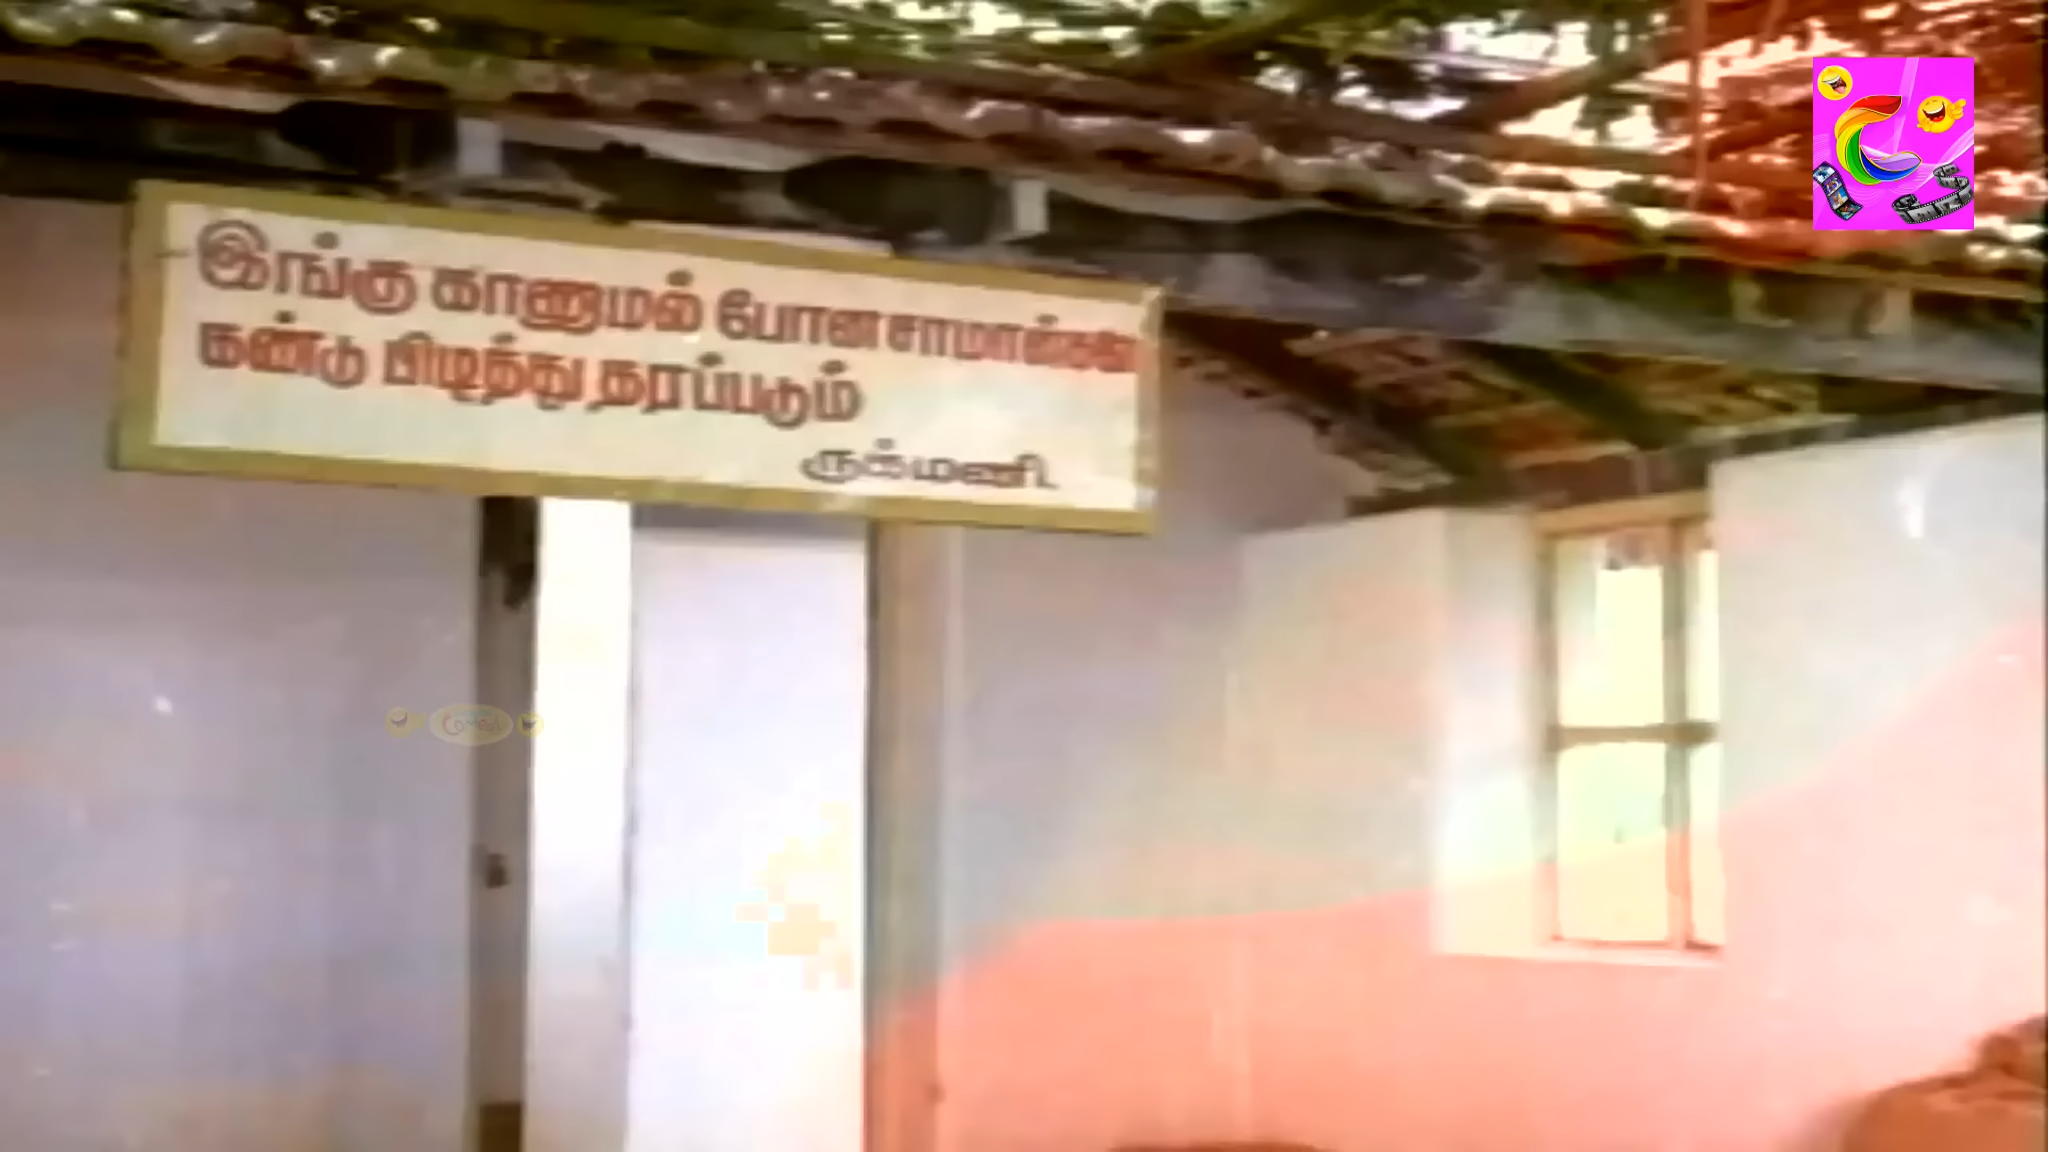 இங்கு காணாமல் போன சாமான்கள்
கண்டு பிடித்து தரப்படும்
ருக்மணி.